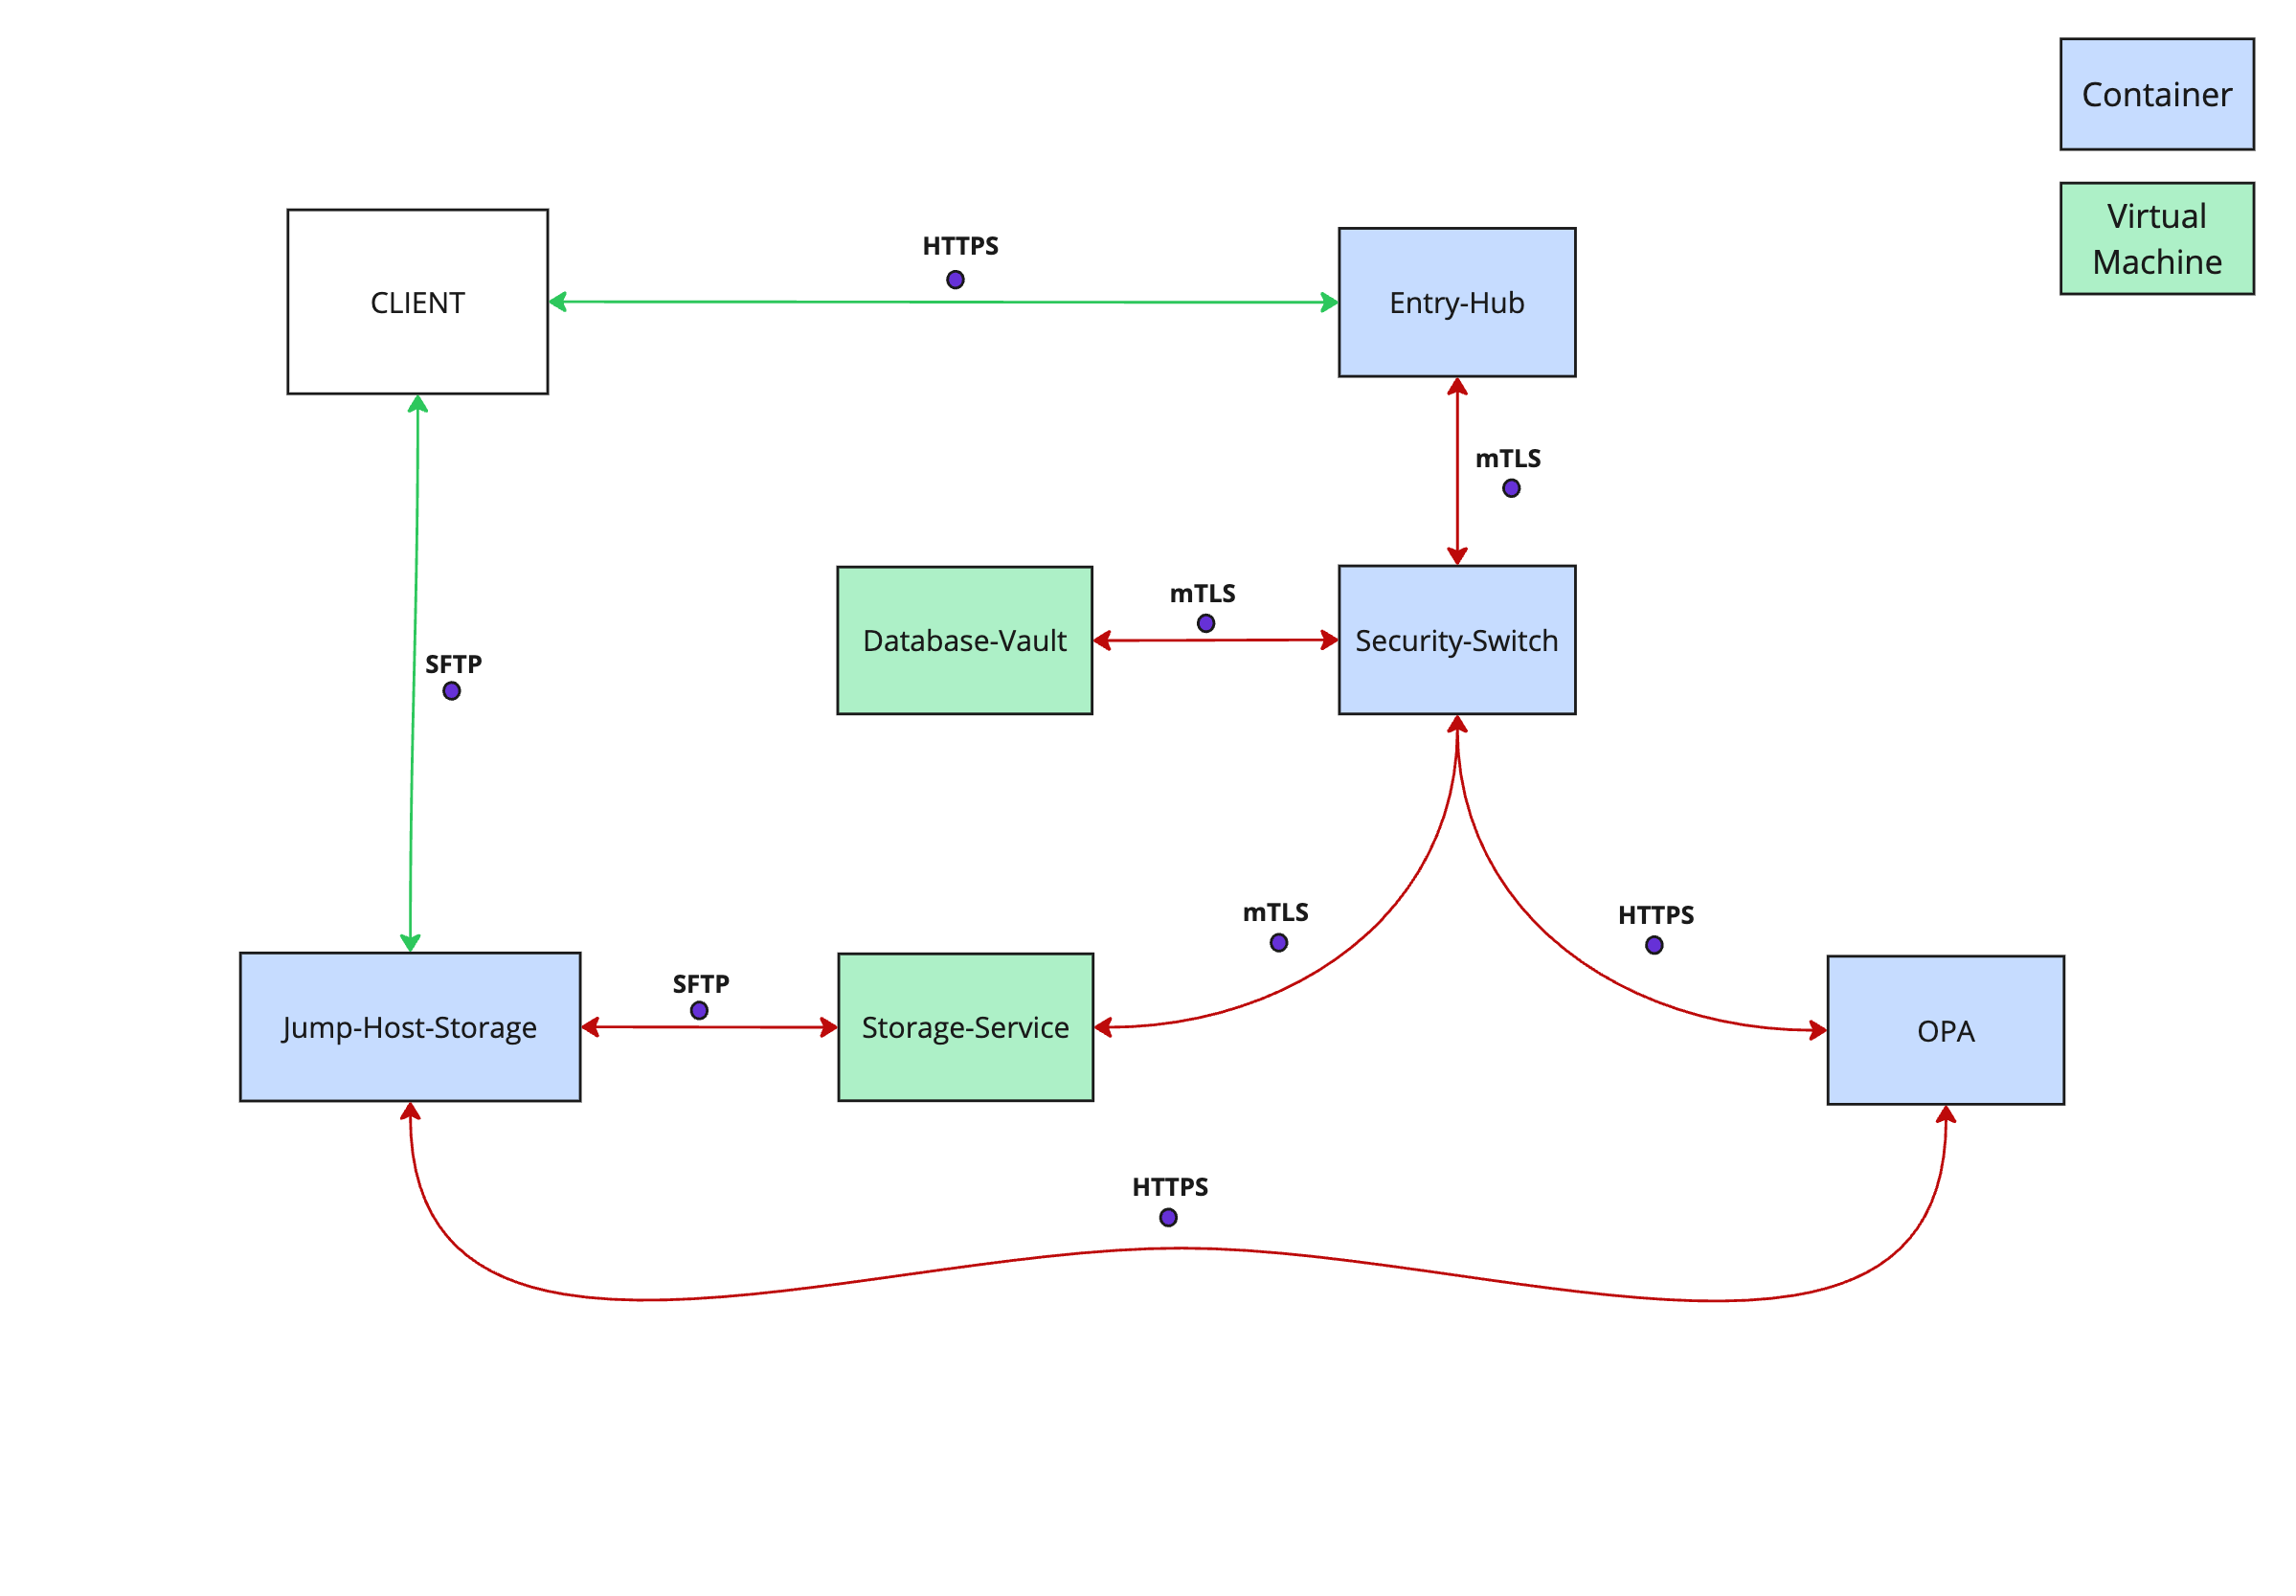 Container
Virtual
Machine
HTTPS
CLIENT
Entry-Hub
mTLS
mTLS
Database-Vault
Security-Switch
SFTP
mTLS
HTTPS
SFTP
Jump-Host-Storage
Storage-Service
OPA
HTTPS